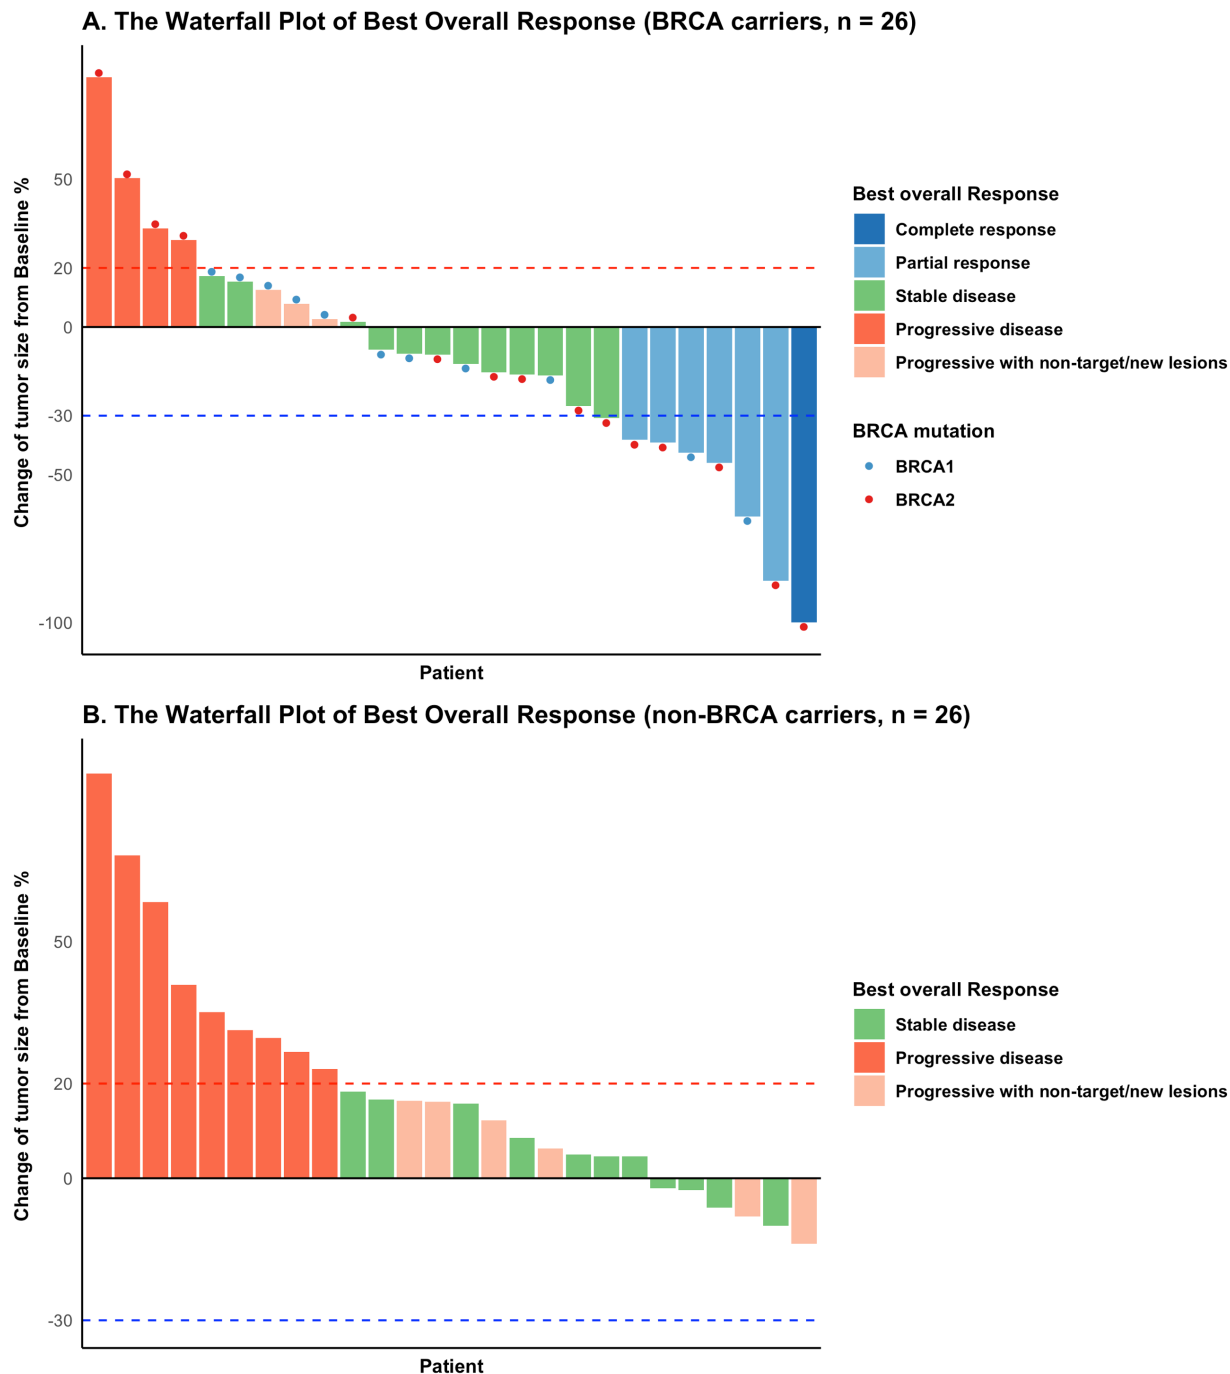 A. The Waterfall Plot of Best Overall Response (BRCA carriers, n = 26)
Change of tumor size from Baseline %
50
20
0
-30
-50
-100
Patient
Best overall Response
Complete response
Partial response
Stable disease
Progressive disease
Progressive with non-target/new lesions
BRCA mutation
BRCA1
BRCA2
B. The Waterfall Plot of Best Overall Response (non-BRCA carriers, n = 26)
Change of tumor size from Baseline %
50
20
0
-30
Patient
Best overall Response
Stable disease
Progressive disease
Progressive with non-target/new lesions